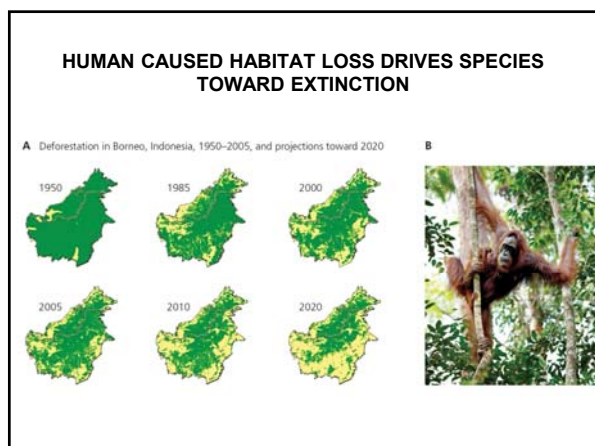 HUMAN CAUSED HABITAT LOSS DRIVES SPECIES
TOWARD EXTINCTION
A Deforestation in Borneo, Indonesia, 1950–2005, and projections toward 2020
B
1950
1985
2000
2005
2010
2020